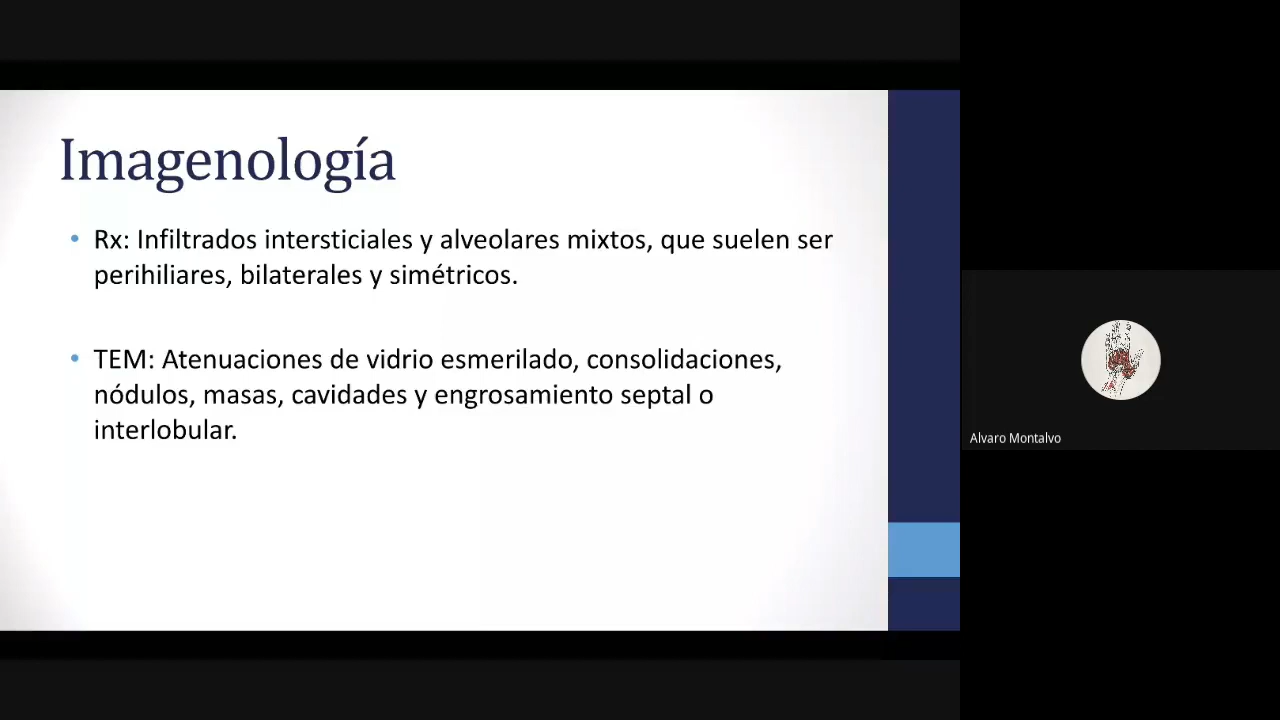 Imagenología
• Rx: Infiltrados intersticiales y alveolares mixtos, que suelen ser
perihiliares, bilaterales y simétricos.
• TEM: Atenuaciones de vidrio esmerilado, consolidaciones,
nódulos, masas, cavidades y engrosamiento septal o
interlobular.
Alvaro Montalvo